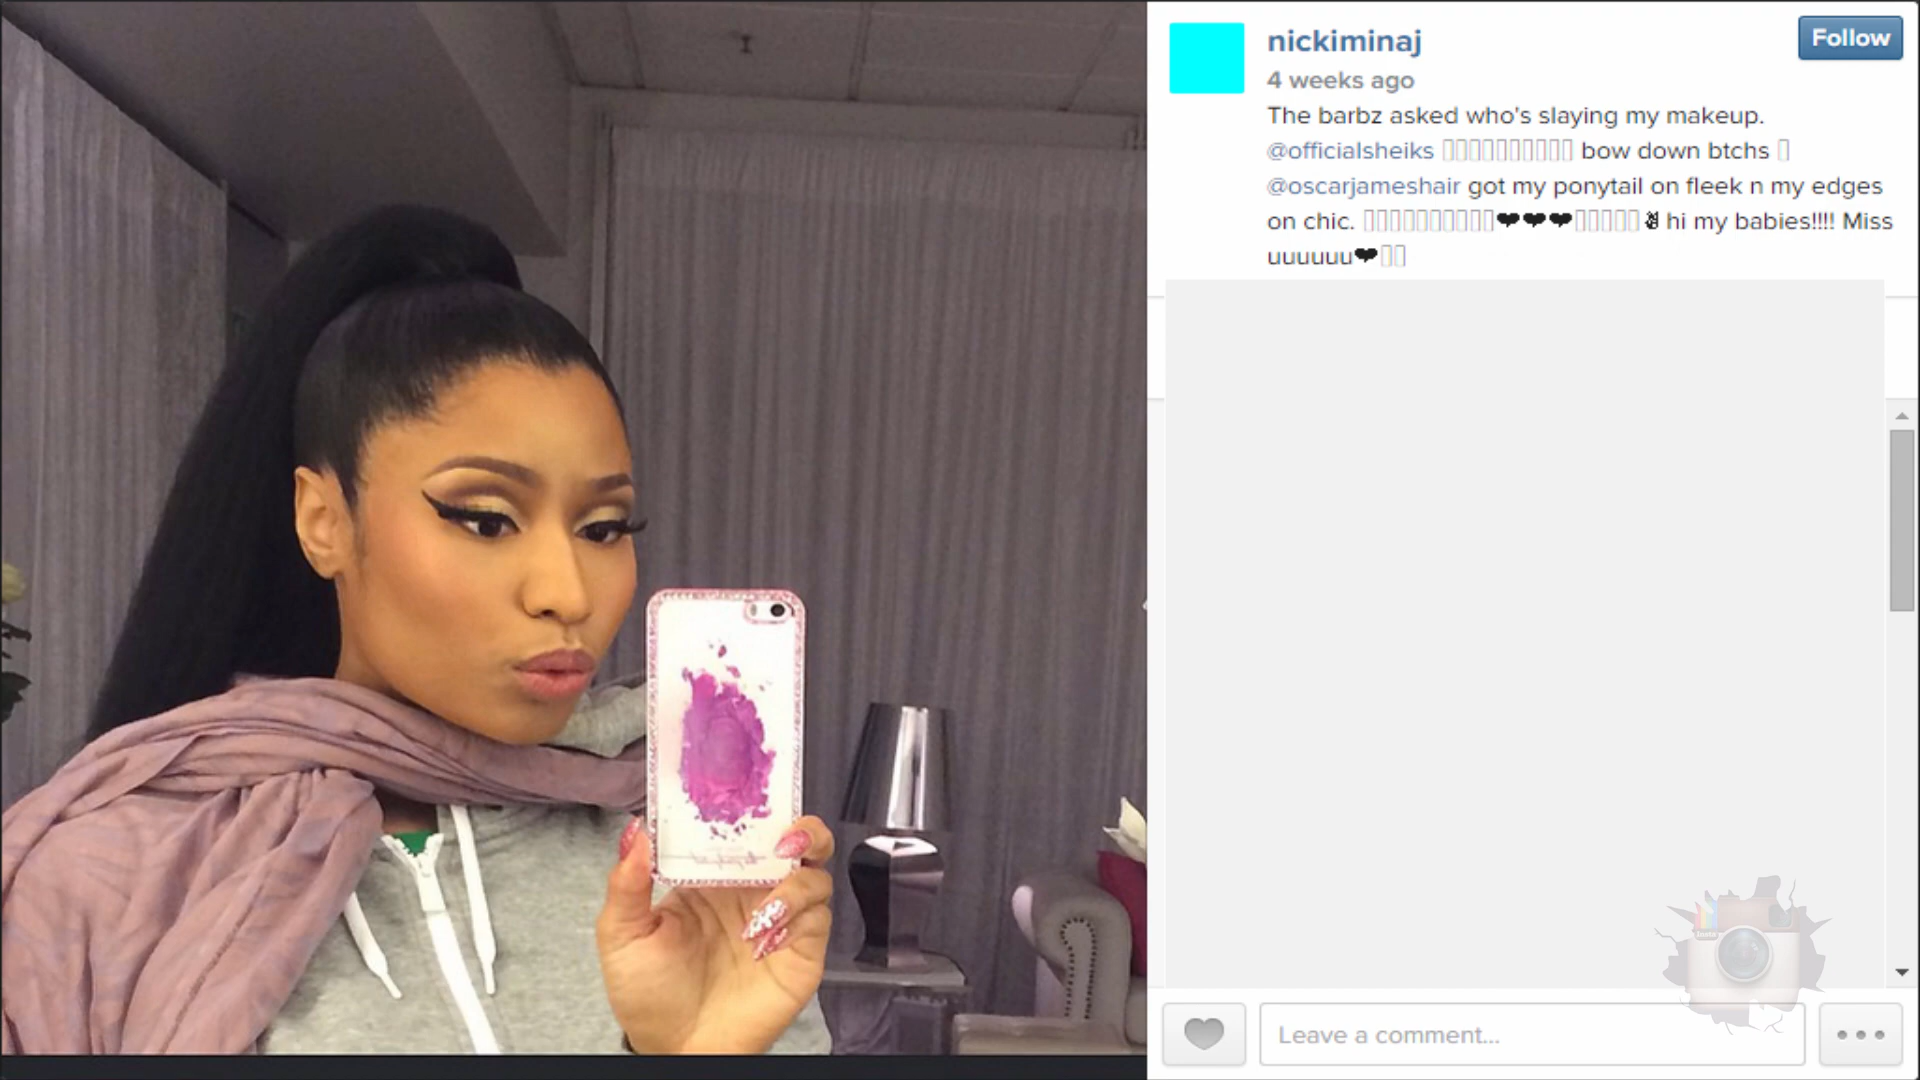 nickiminaj
Follow
4 weeks ago
The barbz asked who's slaying my makeup.
@officialsheiks bow down btchs
@oscarjameshair got my ponytail on fleek n my edges
on chic. ❤❤❤✌ hi my babies!!!! Miss
uuuuuu❤
Leave a comment...